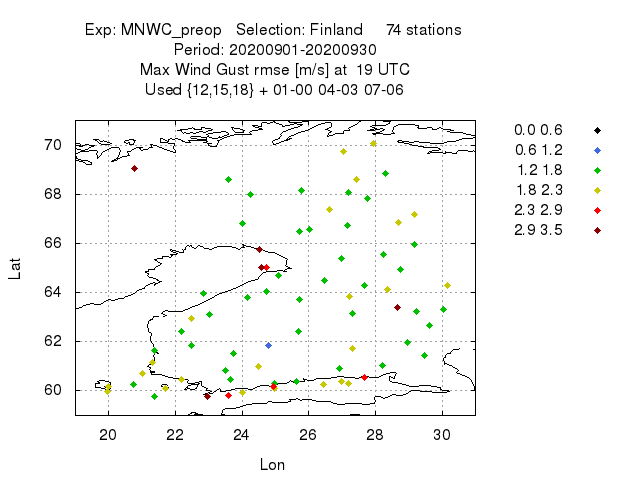 Exp: MNWC_preop   Selection: Finland     74 stations
Period: 20200901-20200930
Max Wind Gust rmse [m/s] at  19 UTC
Used {12,15,18} + 01-00 04-03 07-06
0.0 0.6
0.6 1.2
1.2 1.8
1.8 2.3
2.3 2.9
2.9 3.5
70
68
66
64
62
60
Lat
20 22 24 26 28 30
Lon